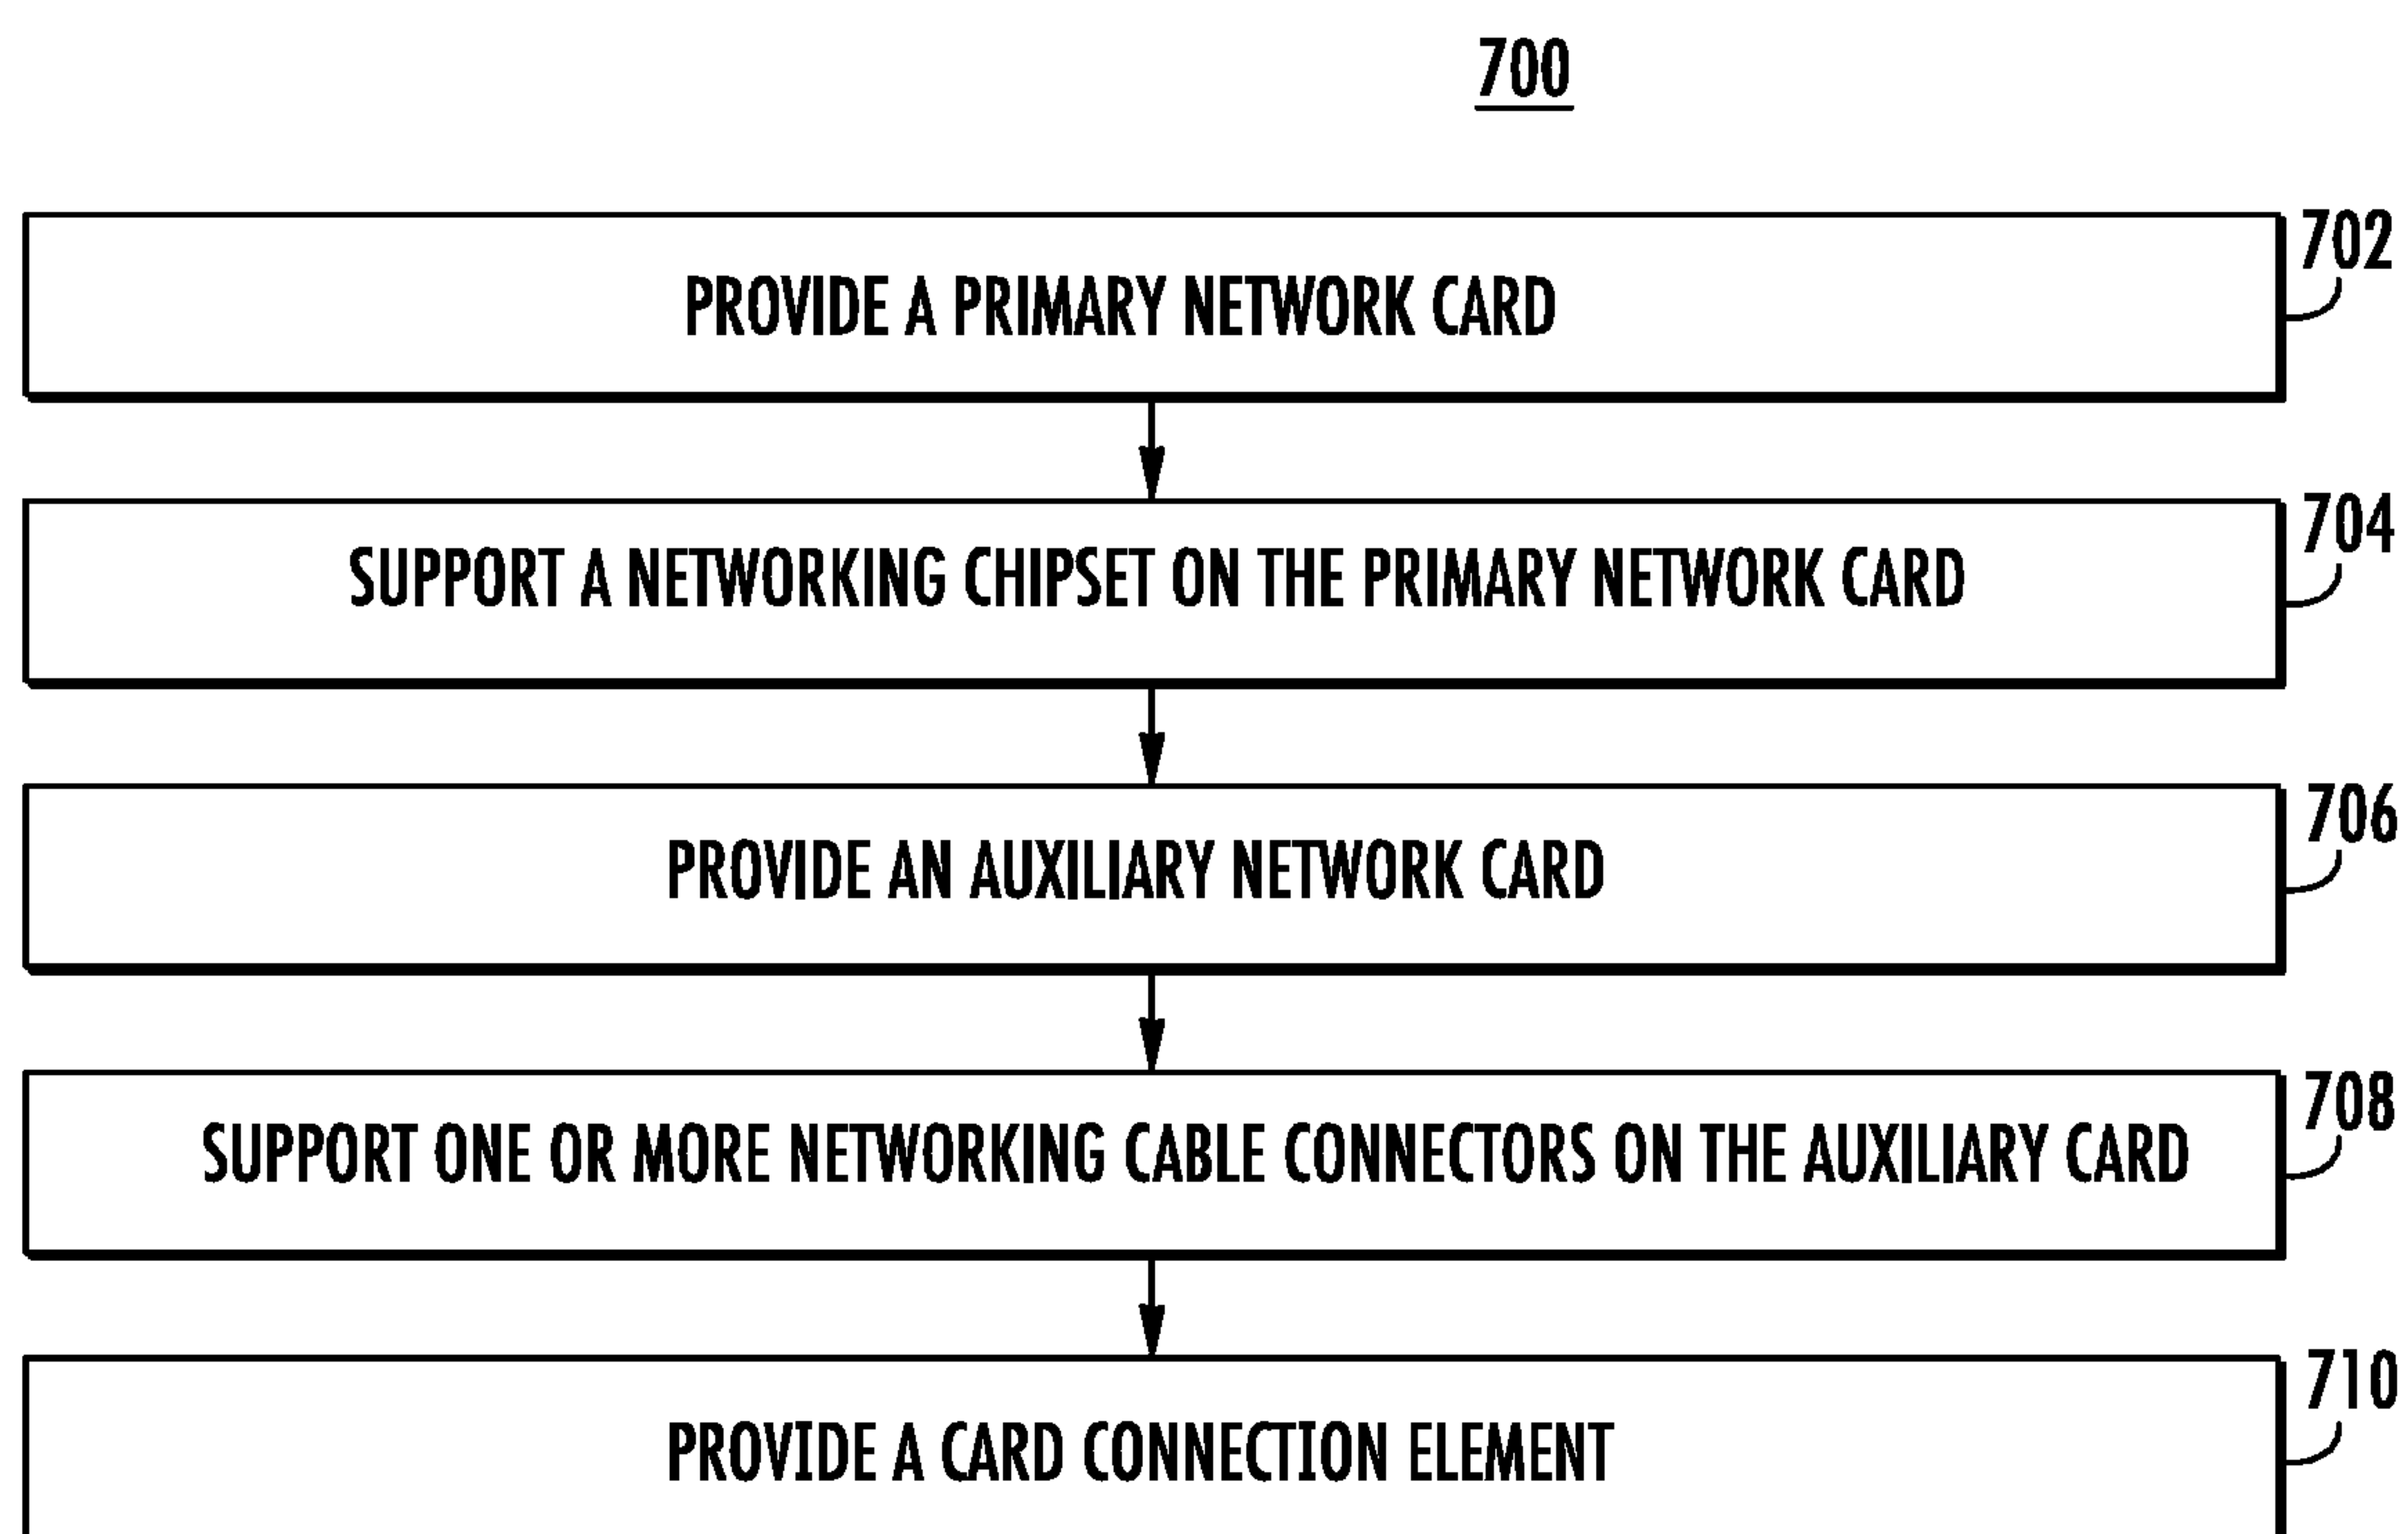 700
702
PROVIDE A PRIMARY NETWORK CARD
704
SUPPORT A NETWORKING CHIPSET ON THE PRIMARY NETWORK CARD
706
PROVIDE AN AUXILIARY NETWORK CARD
708
SUPPORT ONE OR MORE NETWORKING CABLE CONNECTORS ON THE AUXILIARY CARD
710
PROVIDE A CARD CONNECTION ELEMENT